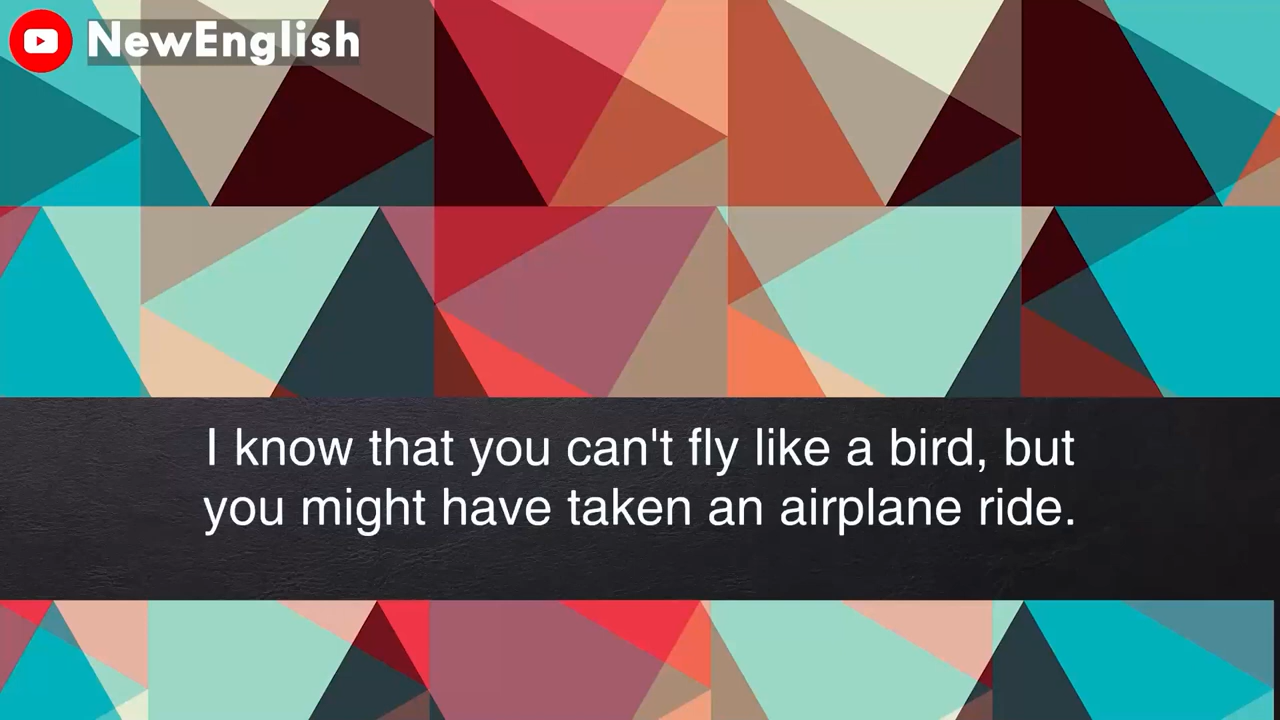 NewEnglish
I know that you can't fly like a bird, but
you might have taken an airplane ride.